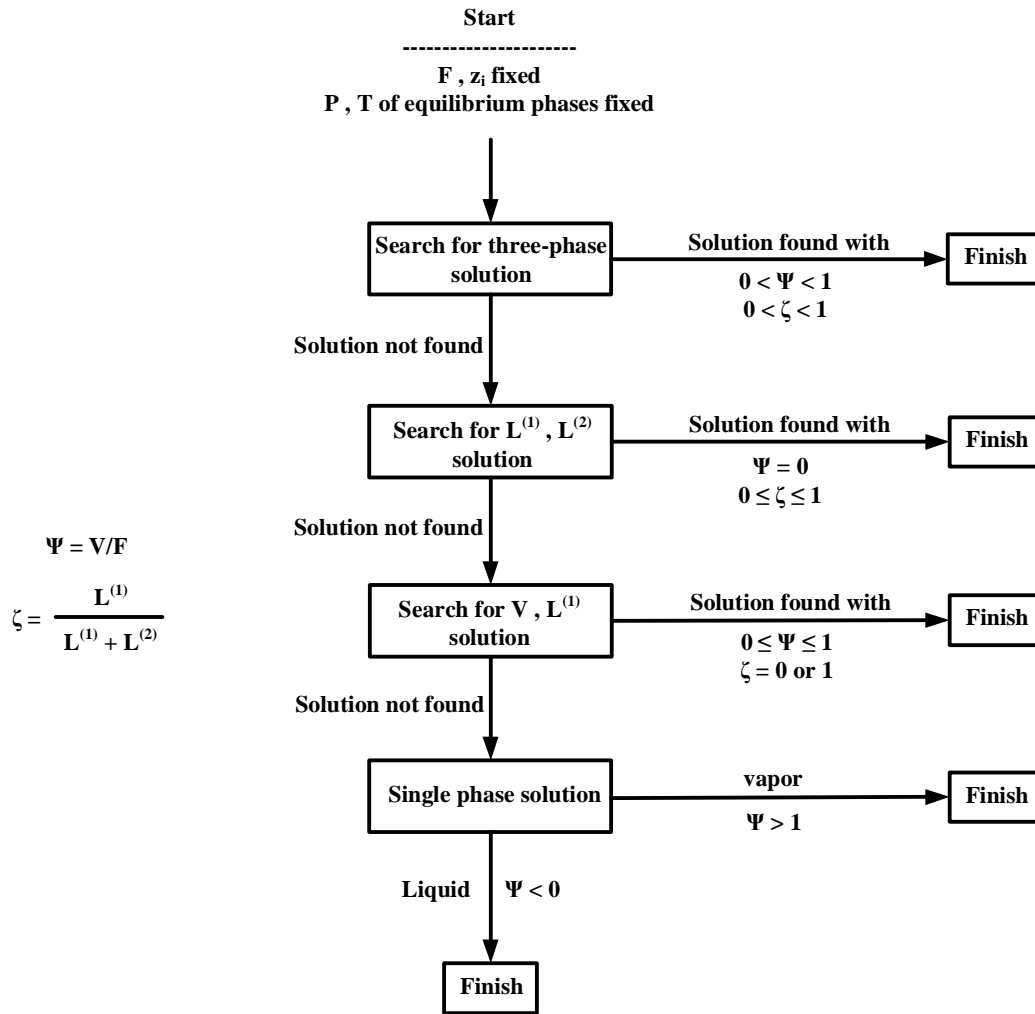 Start
----------------------
F , zᵢ fixed
P , T of equilibrium phases fixed
Search for three-phase
solution
Solution found with
0 < Ψ < 1
0 < ζ < 1
Finish
Solution not found
Search for L⁽¹⁾ , L⁽²⁾
solution
Solution found with
Ψ = 0
0 ≤ ζ ≤ 1
Finish
Solution not found
Ψ = V/F
ζ = L⁽¹⁾ / L⁽¹⁾ + L⁽²⁾
Search for V , L⁽¹⁾
solution
Solution found with
0 ≤ Ψ ≤ 1
ζ = 0 or 1
Finish
Solution not found
Single phase solution
vapor
Ψ > 1
Finish
Liquid Ψ < 0
Finish